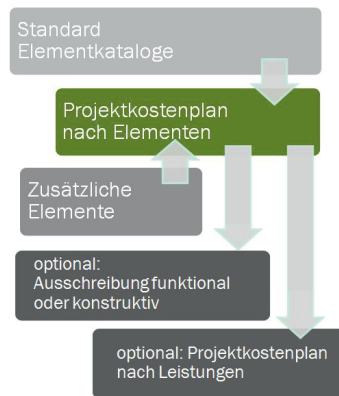 Standard
Elementkataloge
Projektkostenplan
nach Elementen
Zusätzliche
Elemente
optional:
Ausschreibung funktional
oder konstruktiv
optional: Projektkostenplan
nach Leistungen